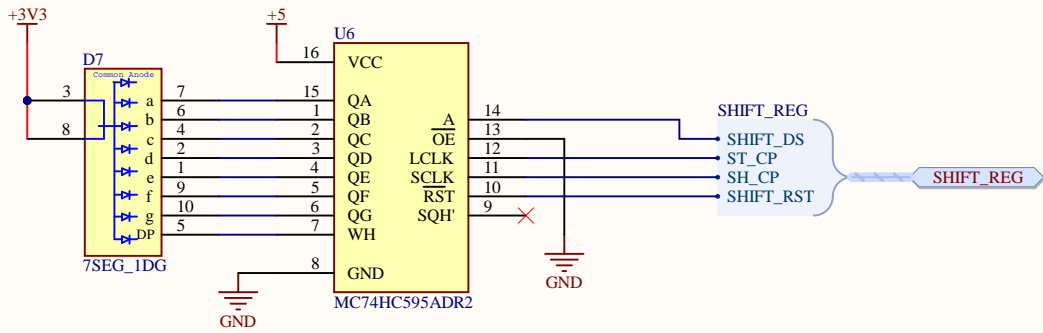 +3V3
+5
D7
Common Anode
3
8
a
b
c
d
e
f
g
DP
7
6
4
2
1
9
10
5
7SEG_1DG
U6
16
15
1
2
3
4
5
6
7
8
VCC
QA
QB
QC
QD
QE
QF
QG
WH
GND
A
OE
LCLK
SCLK
RST
SQH'
14
13
12
11
10
9
MC74HC595ADR2
GND
GND
SHIFT_REG
SHIFT_DS
ST_CP
SH_CP
SHIFT_RST
SHIFT_REG